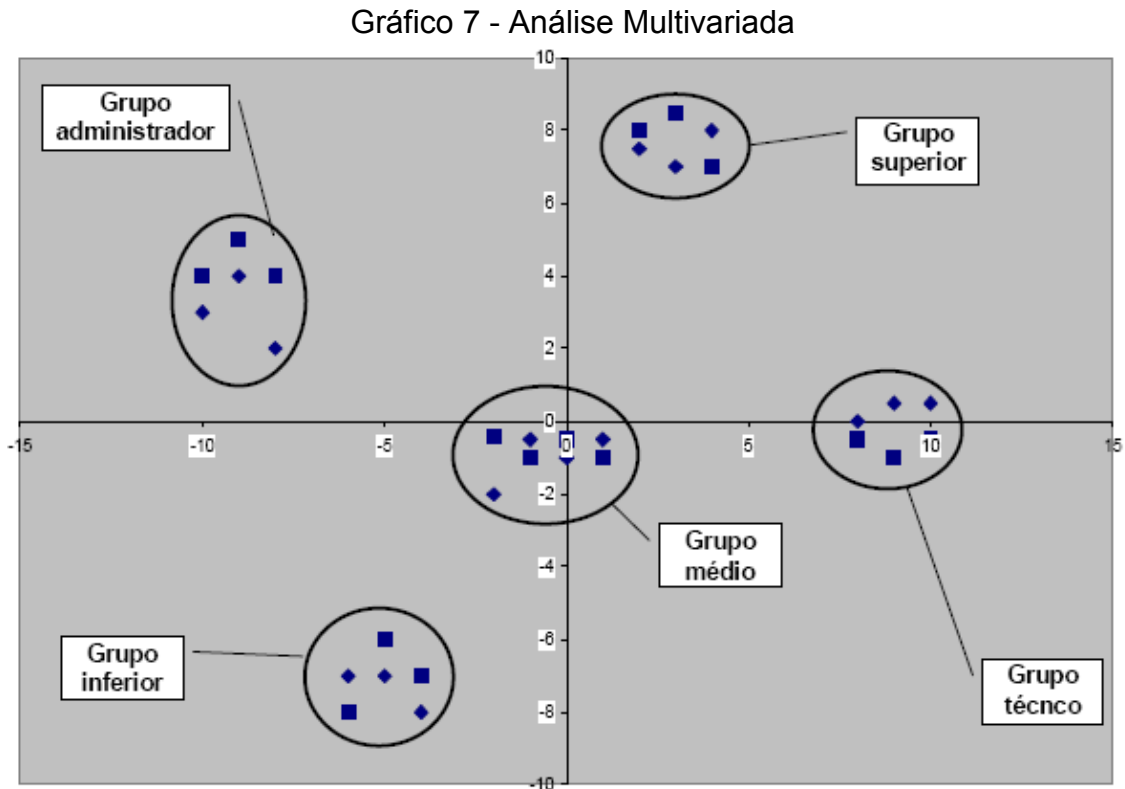 Gráfico 7 - Análise Multivariada
10
Grupo
administrador
Grupo
superior
8
6
4
2
0
-15
-10
-5
0
5
10
15
-2
-4
Grupo
médio
-6
Grupo
inferior
Grupo
técnco
-8
-10